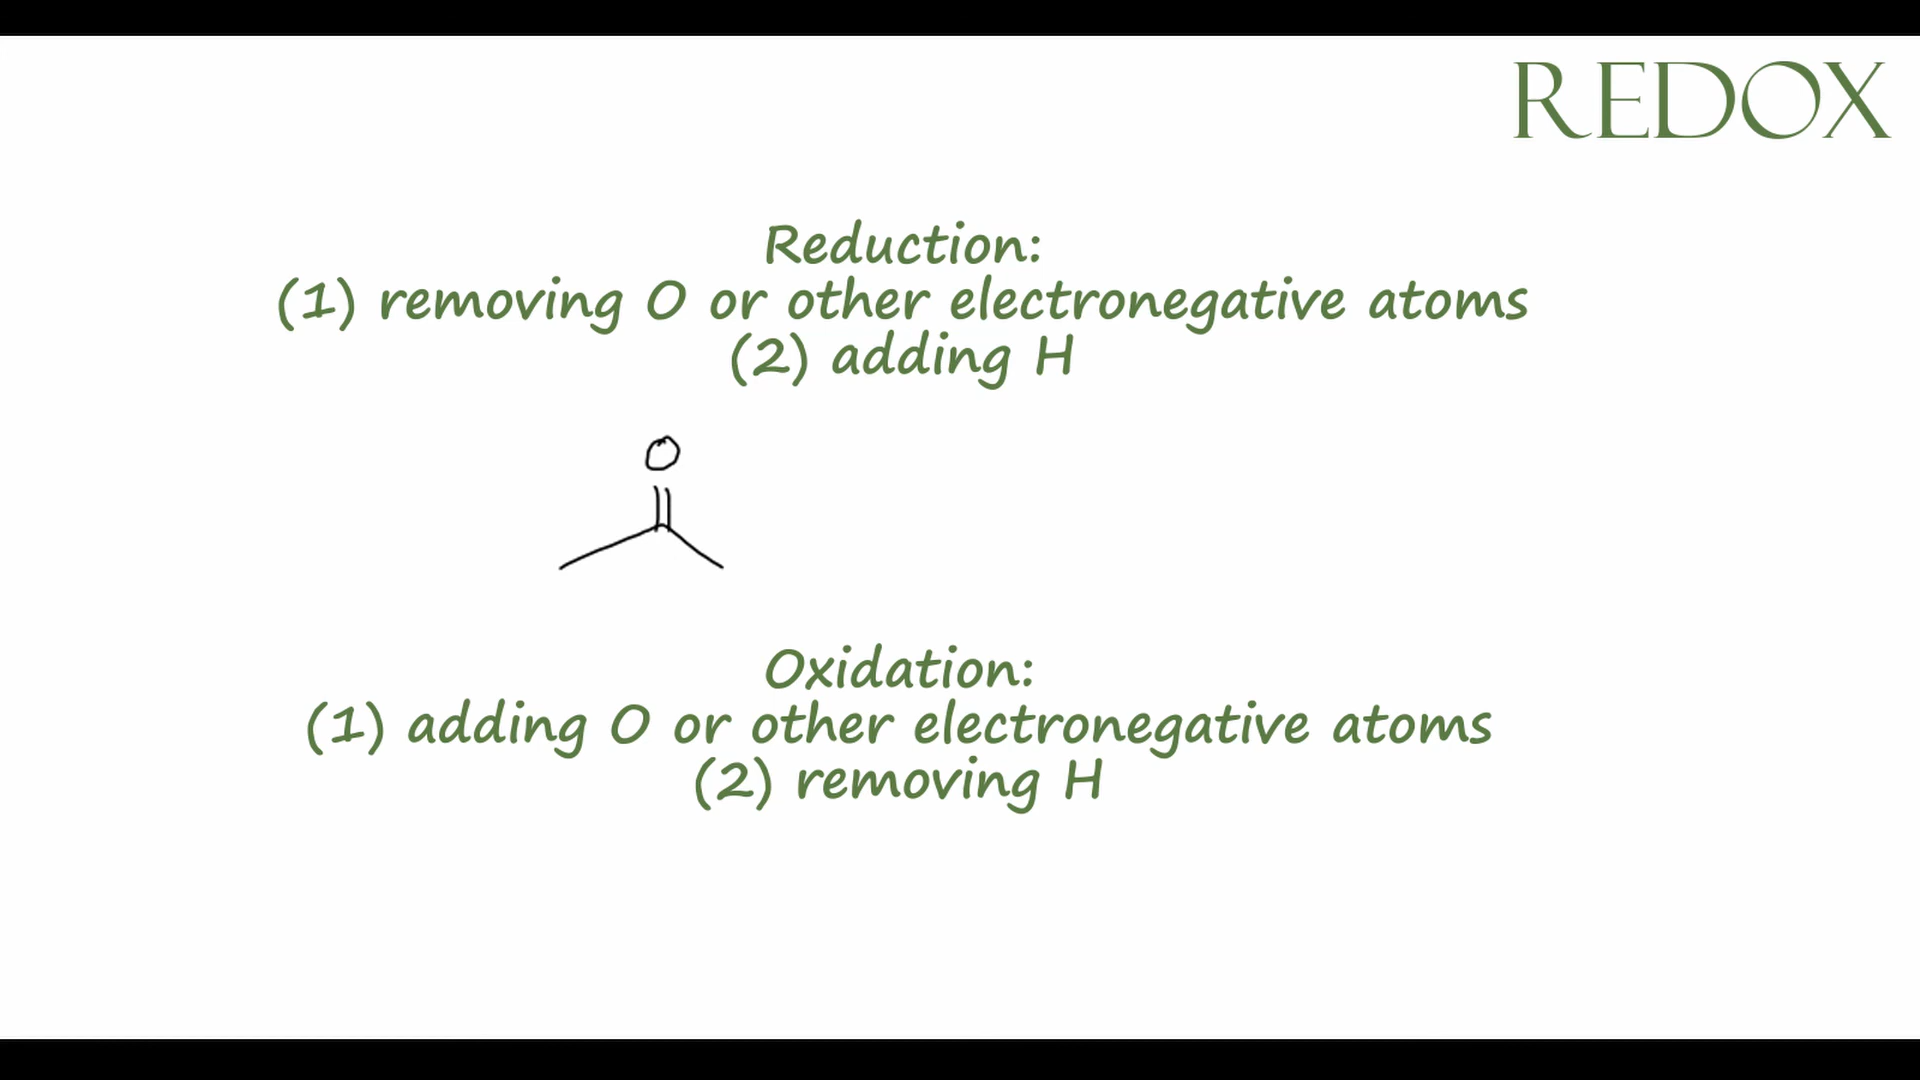 REDOX
Reduction:
(1) removing O or other electronegative atoms
(2) adding H
O
Oxidation:
(1) adding O or other electronegative atoms
(2) removing H